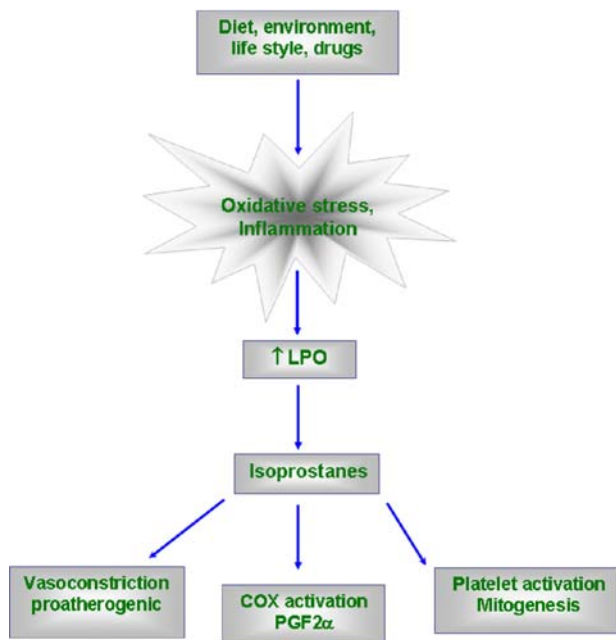 Diet, environment,
life style, drugs
Oxidative stress,
Inflammation
↑ LPO
Isoprostanes
Vasoconstriction
proatherogenic
COX activation
PGF2α
Platelet activation
Mitogenesis